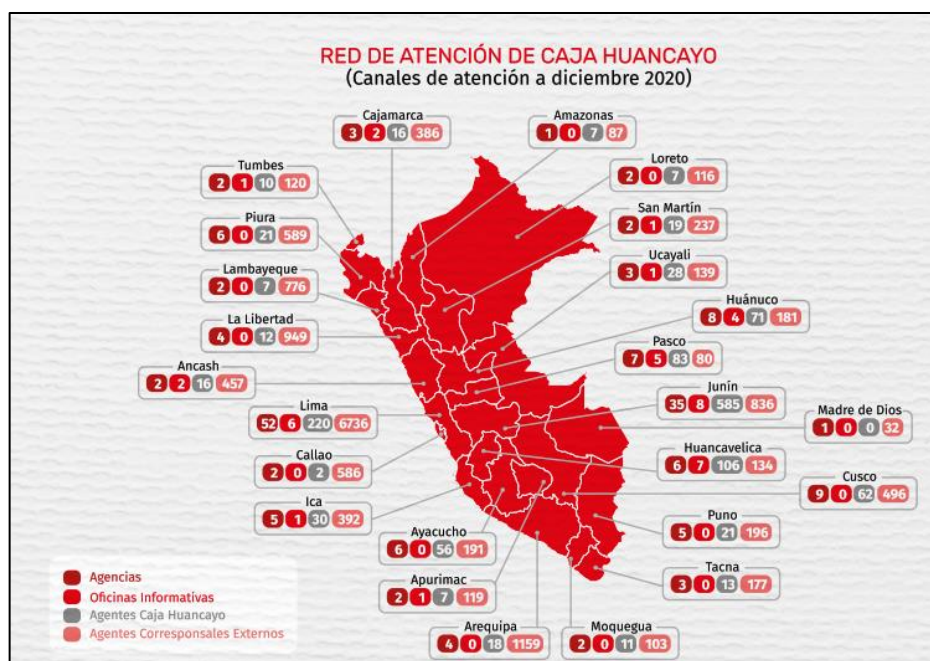 RED DE ATENCIÓN DE CAJA HUANCAYO
(Canales de atención a diciembre 2020)
Cajamarca
3 2 16 386
Amazonas
1 0 7 87
Tumbes
2 1 10 120
Loreto
2 0 7 116
Piura
6 0 21 589
San Martín
2 1 19 237
Lambayeque
2 0 7 776
Ucayali
3 1 28 139
La Libertad
4 0 12 949
Huánuco
8 4 71 181
Ancash
2 2 16 457
Pasco
7 5 83 80
Lima
52 6 220 6736
Junín
35 8 585 836
Madre de Dios
1 0 0 32
Callao
2 0 2 586
Huancavelica
6 7 106 134
Cusco
9 0 62 496
Ica
5 1 30 392
Puno
5 0 21 196
Ayacucho
6 0 56 191
Tacna
3 0 13 177
Apurimac
2 1 7 119
Arequipa
4 0 18 1159
Moquegua
2 0 11 103
Agencias
Oficinas Informativas
Agentes Caja Huancayo
Agentes Corresponsales Externos